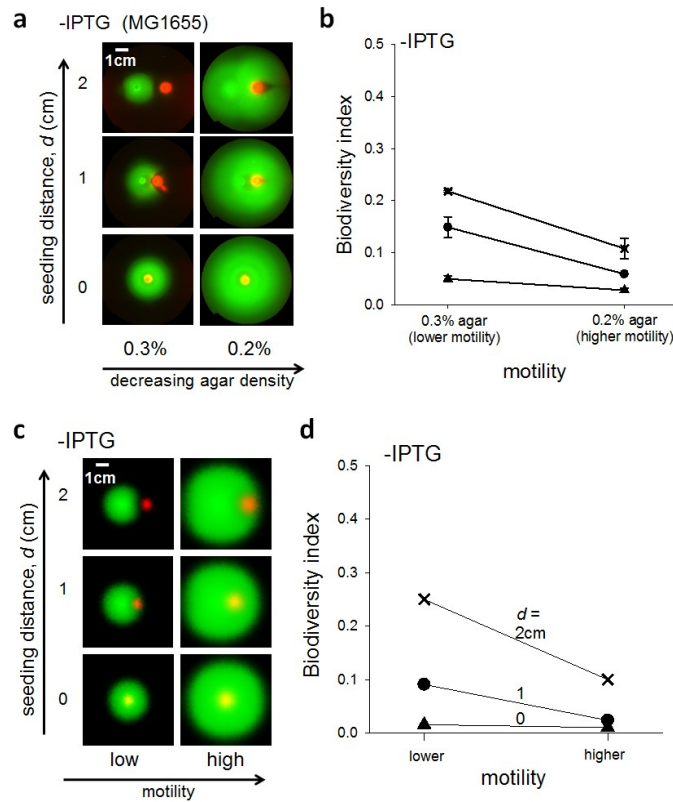 a
-IPTG (MG1655)
1cm
seeding distance, d (cm)
2
1
0
0.3%
0.2%
decreasing agar density
b
-IPTG
Biodiversity index
0.5
0.4
0.3
0.2
0.1
0.0
0.3% agar
(lower motility)
0.2% agar
(higher motility)
motility
c
-IPTG
1cm
seeding distance, d (cm)
2
1
0
low
high
motility
d
-IPTG
Biodiversity index
0.5
0.4
0.3
0.2
0.1
0.0
d =
2cm
1
0
lower
higher
motility